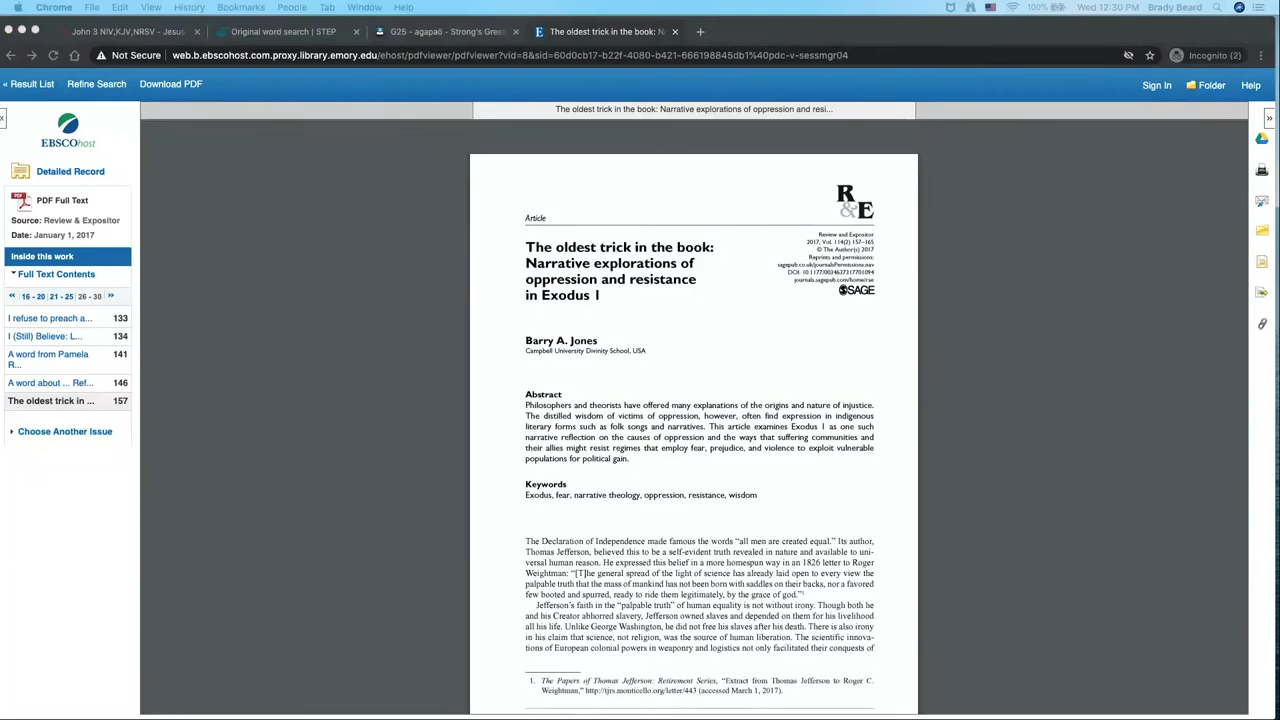 Chrome File Edit View History Bookmarks People Tab Window Help 100% Wed 12:30 PM Brady Beard
John 3 NIV;KJV;NRSV - Jesus × Original word search | STEP × G25 - agapaō - Strong's Gree × The oldest trick in the book: N × +
Not Secure web.b.ebscohost.com.proxy.library.emory.edu/ehost/pdfviewer/pdfviewer?vid=8&sid=60d0cb17-b22f-4080-b421-666198845db1%40pdc-v-sessmgr04 Incognito (2)
« Result List Refine Search Download PDF Sign In Folder Help
The oldest trick in the book: Narrative explorations of oppression and resi...
EBSCOhost
Detailed Record
PDF Full Text
Source: Review & Expositor
Date: January 1, 2017
Inside this work
Full Text Contents
16 - 20 | 21 - 25 | 26 - 30
I refuse to preach a... 133
I (Still) Believe: L... 134
A word from Pamela 141
R...
A word about ... Ref... 146
The oldest trick in ... 157
Choose Another Issue
R
&E
Article
Review and Expositor
2017, Vol. 114(2) 157–165
© The Author(s) 2017
Reprints and permissions:
sagepub.co.uk/journalsPermissions.nav
DOI: 10.1177/0034637317701094
journals.sagepub.com/home/rae
SAGE
The oldest trick in the book:
Narrative explorations of
oppression and resistance
in Exodus 1
Barry A. Jones
Campbell University Divinity School, USA
Abstract
Philosophers and theorists have offered many explanations of the origins and nature of injustice.
The distilled wisdom of victims of oppression, however, often find expression in indigenous
literary forms such as folk songs and narratives. This article examines Exodus 1 as one such
narrative reflection on the causes of oppression and the ways that suffering communities and
their allies might resist regimes that employ fear, prejudice, and violence to exploit vulnerable
populations for political gain.
Keywords
Exodus, fear, narrative theology, oppression, resistance, wisdom
The Declaration of Independence made famous the words “all men are created equal.” Its author,
Thomas Jefferson, believed this to be a self-evident truth revealed in nature and available to uni-
versal human reason. He expressed this belief in a more homespun way in an 1826 letter to Roger
Weightman: “[T]he general spread of the light of science has already laid open to every view the
palpable truth that the mass of mankind has not been born with saddles on their backs, nor a favored
few booted and spurred, ready to ride them legitimately, by the grace of god.”1
Jefferson’s faith in the “palpable truth” of human equality is not without irony. Though both he
and his Creator abhorred slavery, Jefferson owned slaves and depended on them for his livelihood
all his life. Unlike George Washington, he did not free his slaves after his death. There is also irony
in his claim that science, not religion, was the source of human liberation. The scientific innova-
tions of European colonial powers in weaponry and logistics not only facilitated their conquests of
1. The Papers of Thomas Jefferson: Retirement Series, “Extract from Thomas Jefferson to Roger C.
Weightman,” http://tjrs.monticello.org/letter/443 (accessed March 1, 2017).